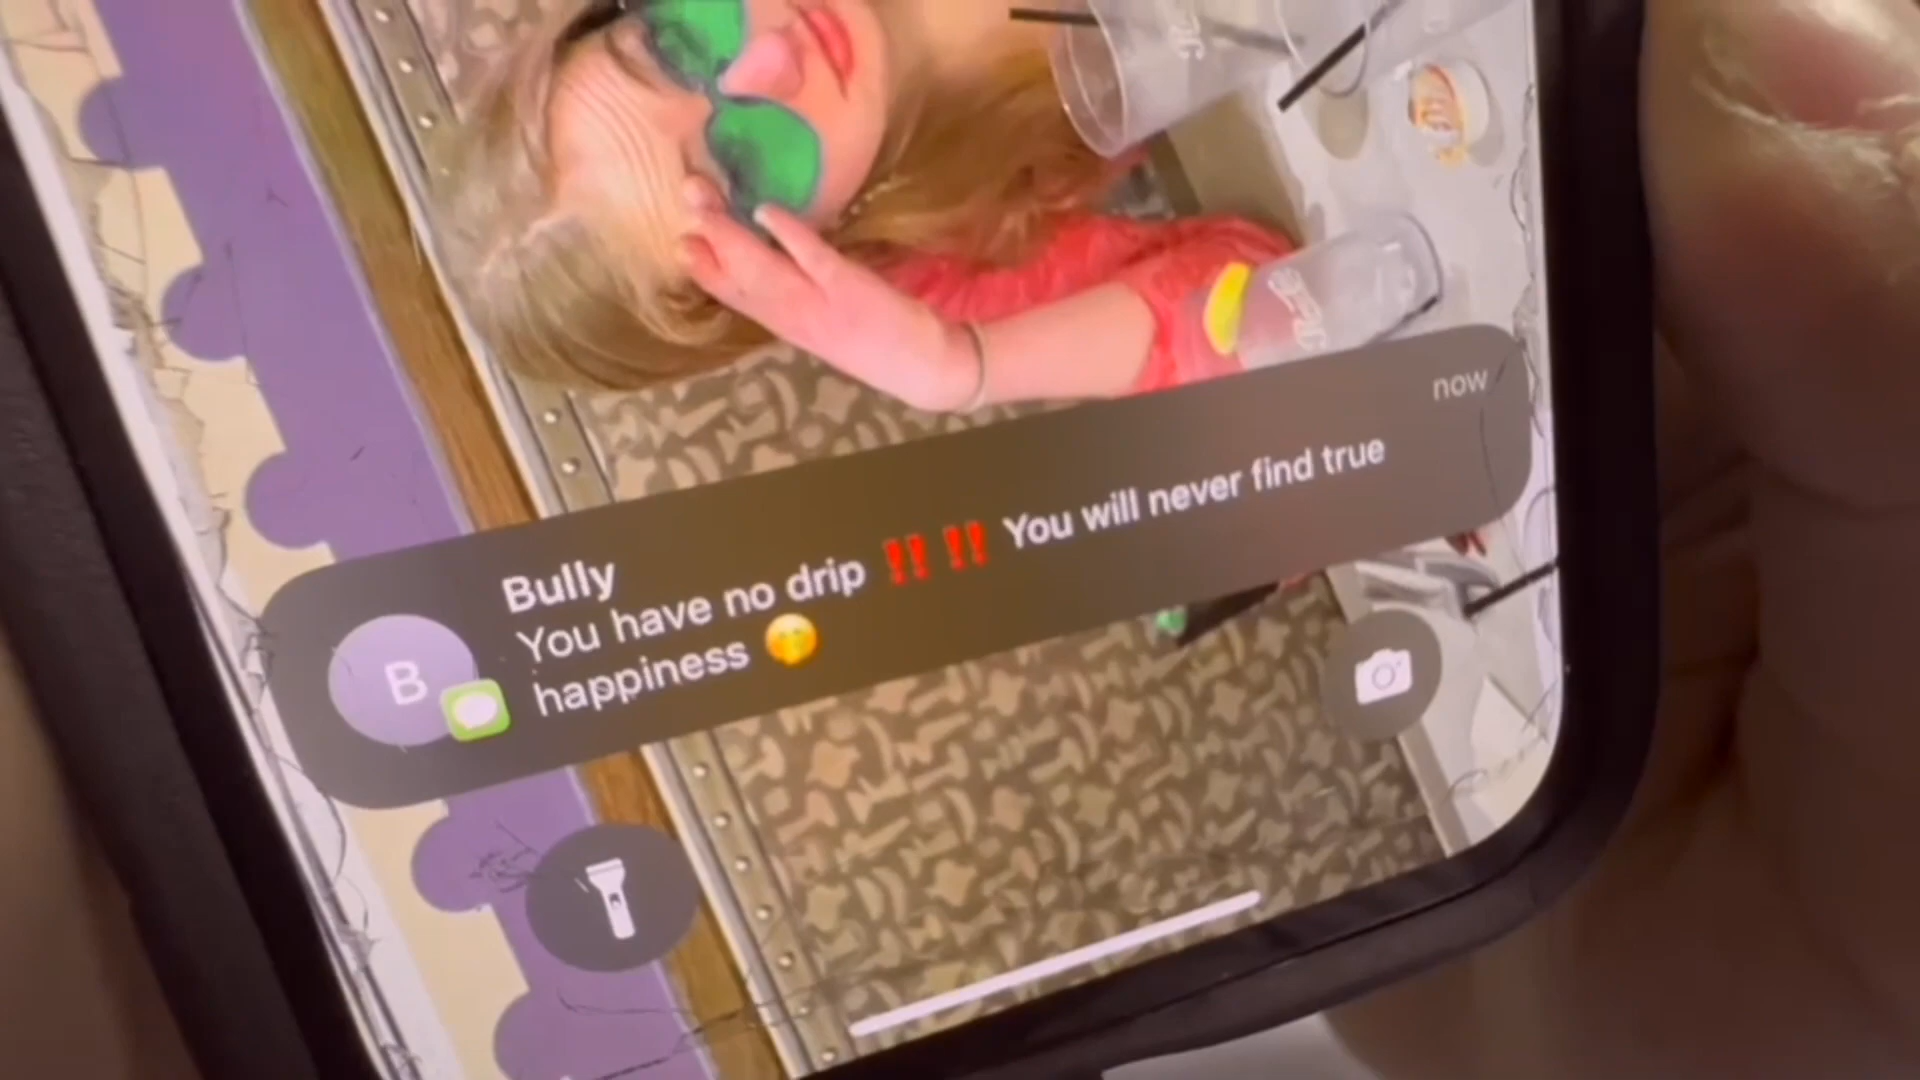 now
Bully
You have no drip ‼️ ‼️ You will never find true
happiness 🤭
B